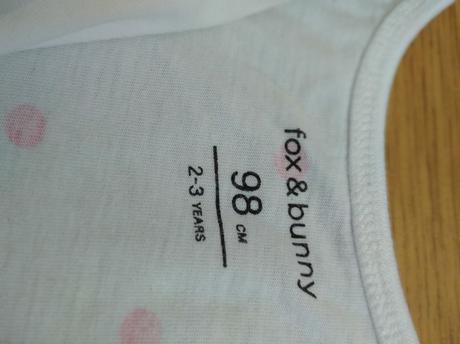 fox & bunny
98 CM
2-3 YEARS